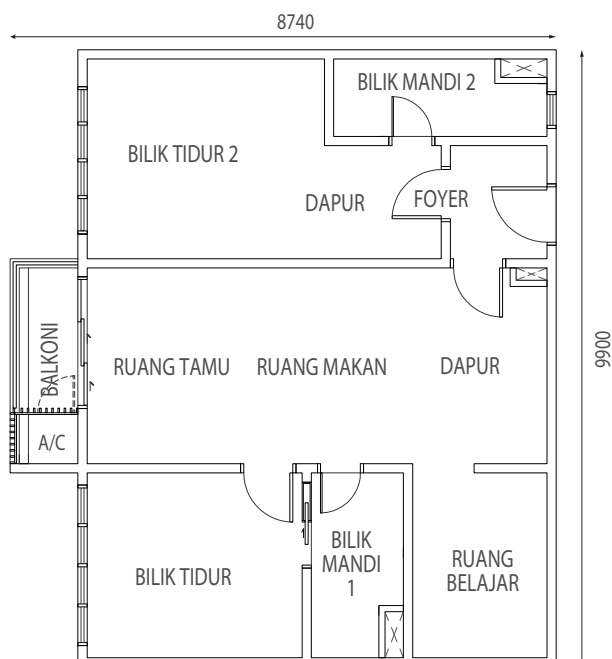 8740
BILIK MANDI 2
BILIK TIDUR 2
DAPUR
FOYER
9900
BALKONI
RUANG TAMU
RUANG MAKAN
DAPUR
A/C
BILIK TIDUR
BILIK
MANDI
1
RUANG
BELAJAR